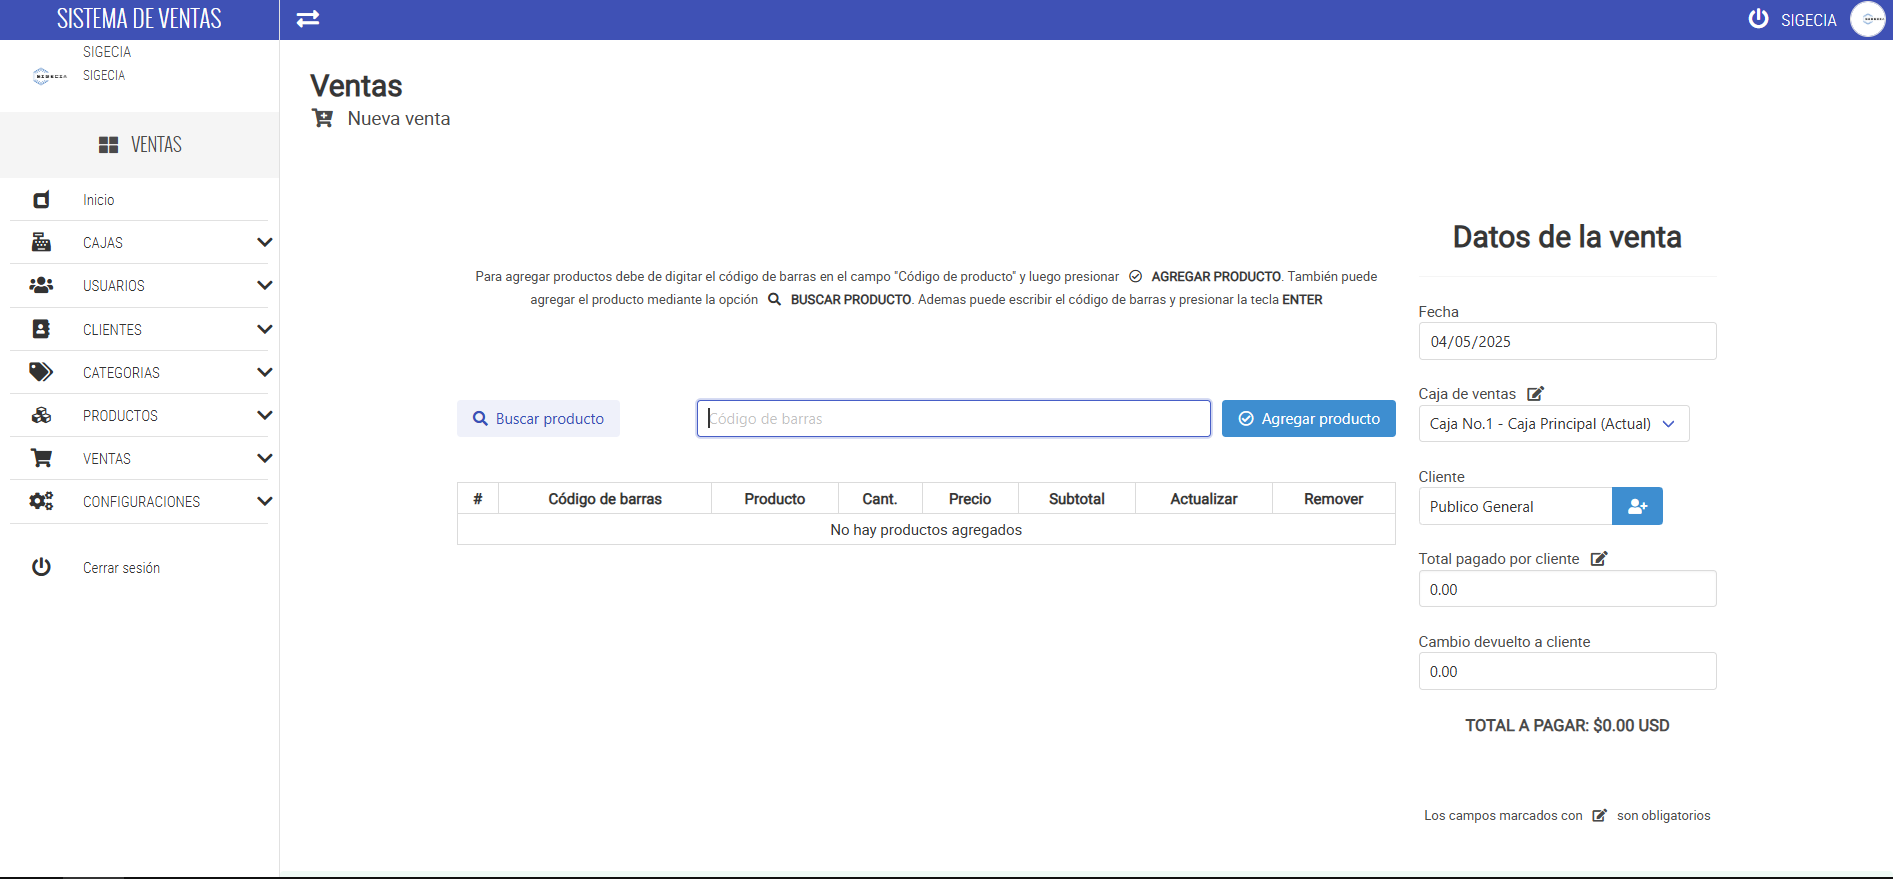 SISTEMA DE VENTAS
SIGECIA
SIGECIA
SIGECIA
SIGECIA
VENTAS
Inicio
CAJAS
USUARIOS
CLIENTES
CATEGORIAS
PRODUCTOS
VENTAS
CONFIGURACIONES
Cerrar sesión
Ventas
Nueva venta
Para agregar productos debe de digitar el código de barras en el campo "Código de producto" y luego presionar AGREGAR PRODUCTO. También puede
agregar el producto mediante la opción BUSCAR PRODUCTO. Ademas puede escribir el código de barras y presionar la tecla ENTER
Buscar producto
Código de barras
Agregar producto
# Código de barras Producto Cant. Precio Subtotal Actualizar Remover
No hay productos agregados
Datos de la venta
Fecha
04/05/2025
Caja de ventas
Caja No.1 - Caja Principal (Actual)
Cliente
Publico General
Total pagado por cliente
0.00
Cambio devuelto a cliente
0.00
TOTAL A PAGAR: $0.00 USD
Los campos marcados con son obligatorios